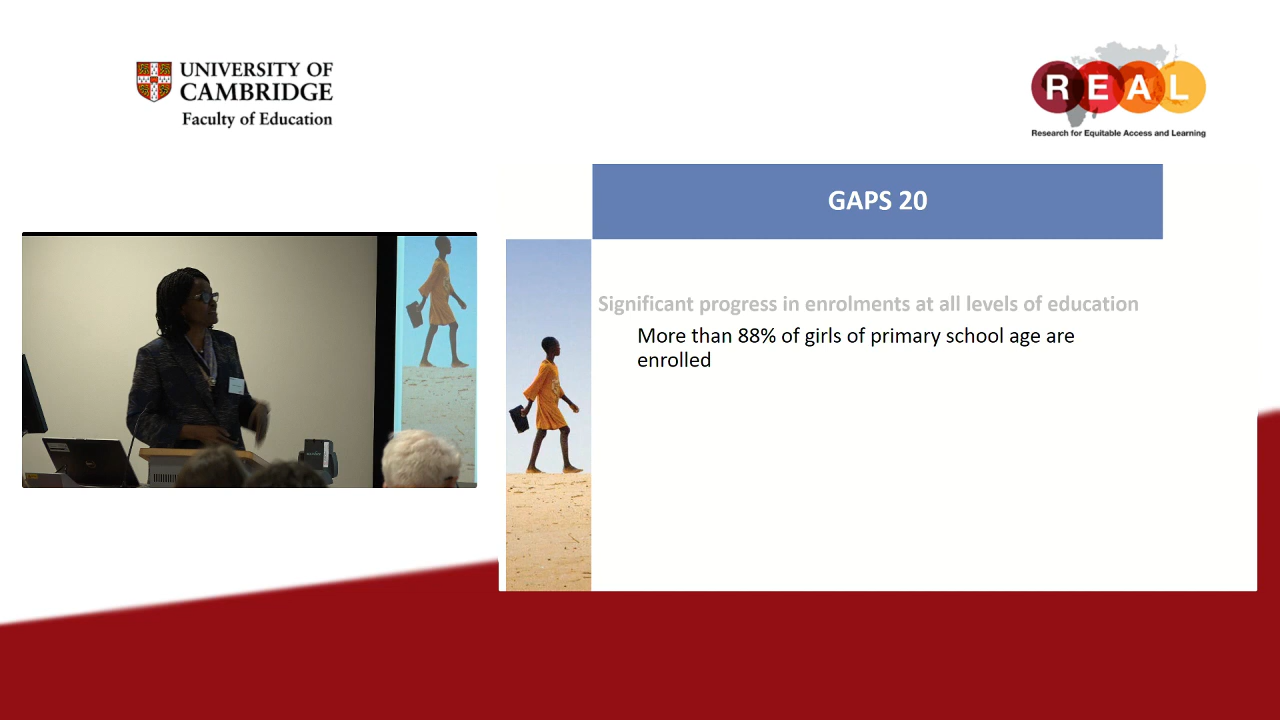 UNIVERSITY OF
CAMBRIDGE
Faculty of Education
REAL
Research for Equitable Access and Learning
GAPS 20
Significant progress in enrolments at all levels of education
More than 88% of girls of primary school age are
enrolled